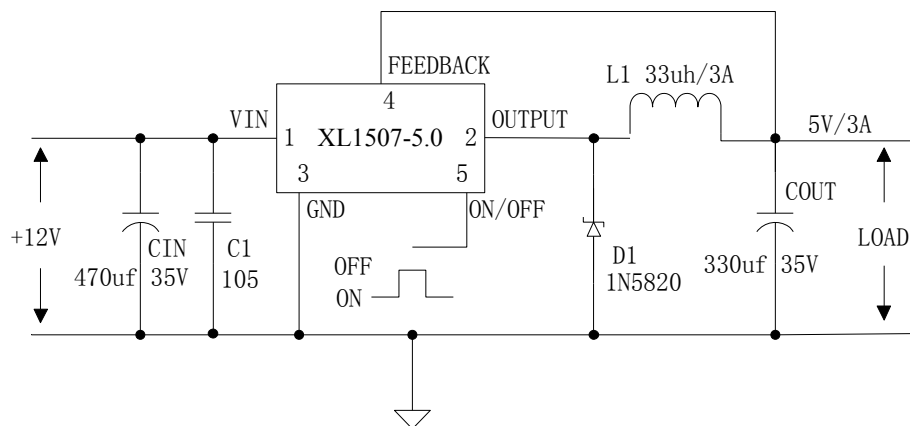 FEEDBACK
L1 33uh/3A
4
VIN
1
XL1507-5.0
2
OUTPUT
5V/3A
3
5
GND
ON/OFF
COUT
+12V
CIN
C1
LOAD
470uf 35V
105
OFF
ON
D1
1N5820
330uf 35V